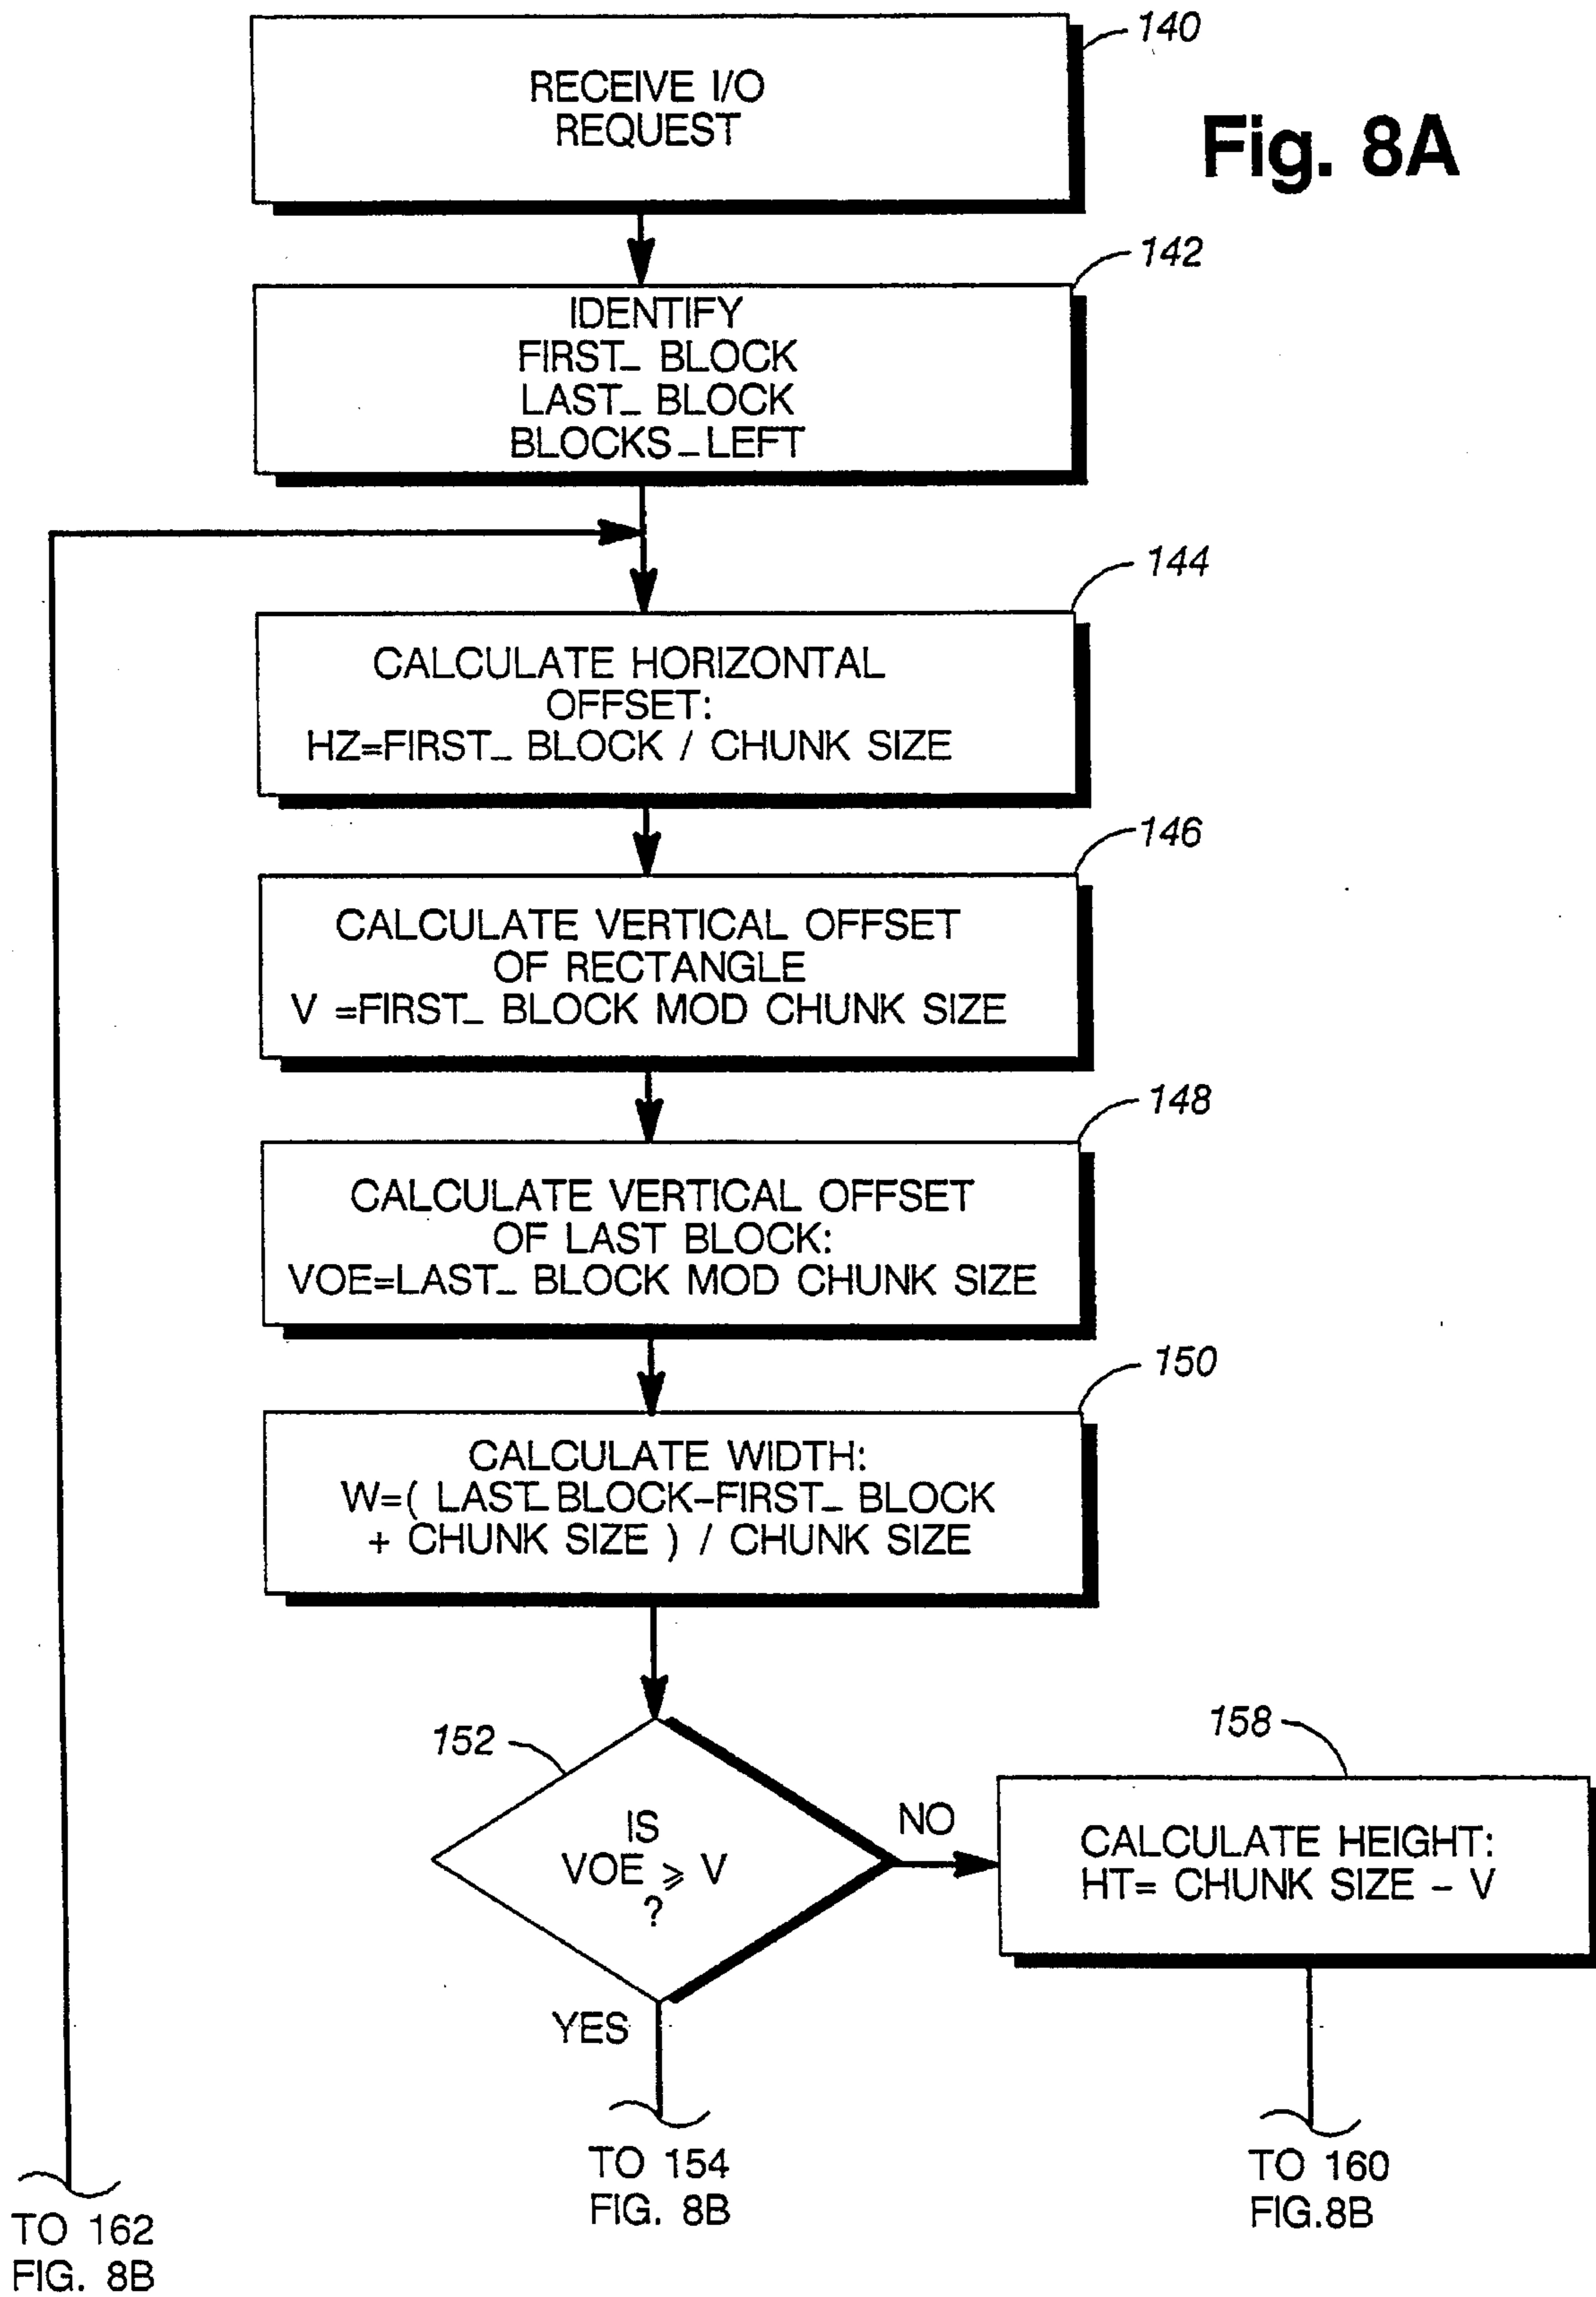 140
RECEIVE I/O
REQUEST
Fig. 8A
142
IDENTIFY
FIRST_ BLOCK
LAST_ BLOCK
BLOCKS_LEFT
144
CALCULATE HORIZONTAL
OFFSET:
HZ=FIRST_ BLOCK / CHUNK SIZE
146
CALCULATE VERTICAL OFFSET
OF RECTANGLE
V =FIRST_ BLOCK MOD CHUNK SIZE
148
CALCULATE VERTICAL OFFSET
OF LAST BLOCK:
VOE=LAST_ BLOCK MOD CHUNK SIZE
150
CALCULATE WIDTH:
W=( LAST_BLOCK-FIRST_ BLOCK
+ CHUNK SIZE ) / CHUNK SIZE
152
IS
VOE ⩾ V
?
NO
158
CALCULATE HEIGHT:
HT= CHUNK SIZE - V
YES
TO 154
FIG. 8B
TO 160
FIG.8B
TO 162
FIG. 8B